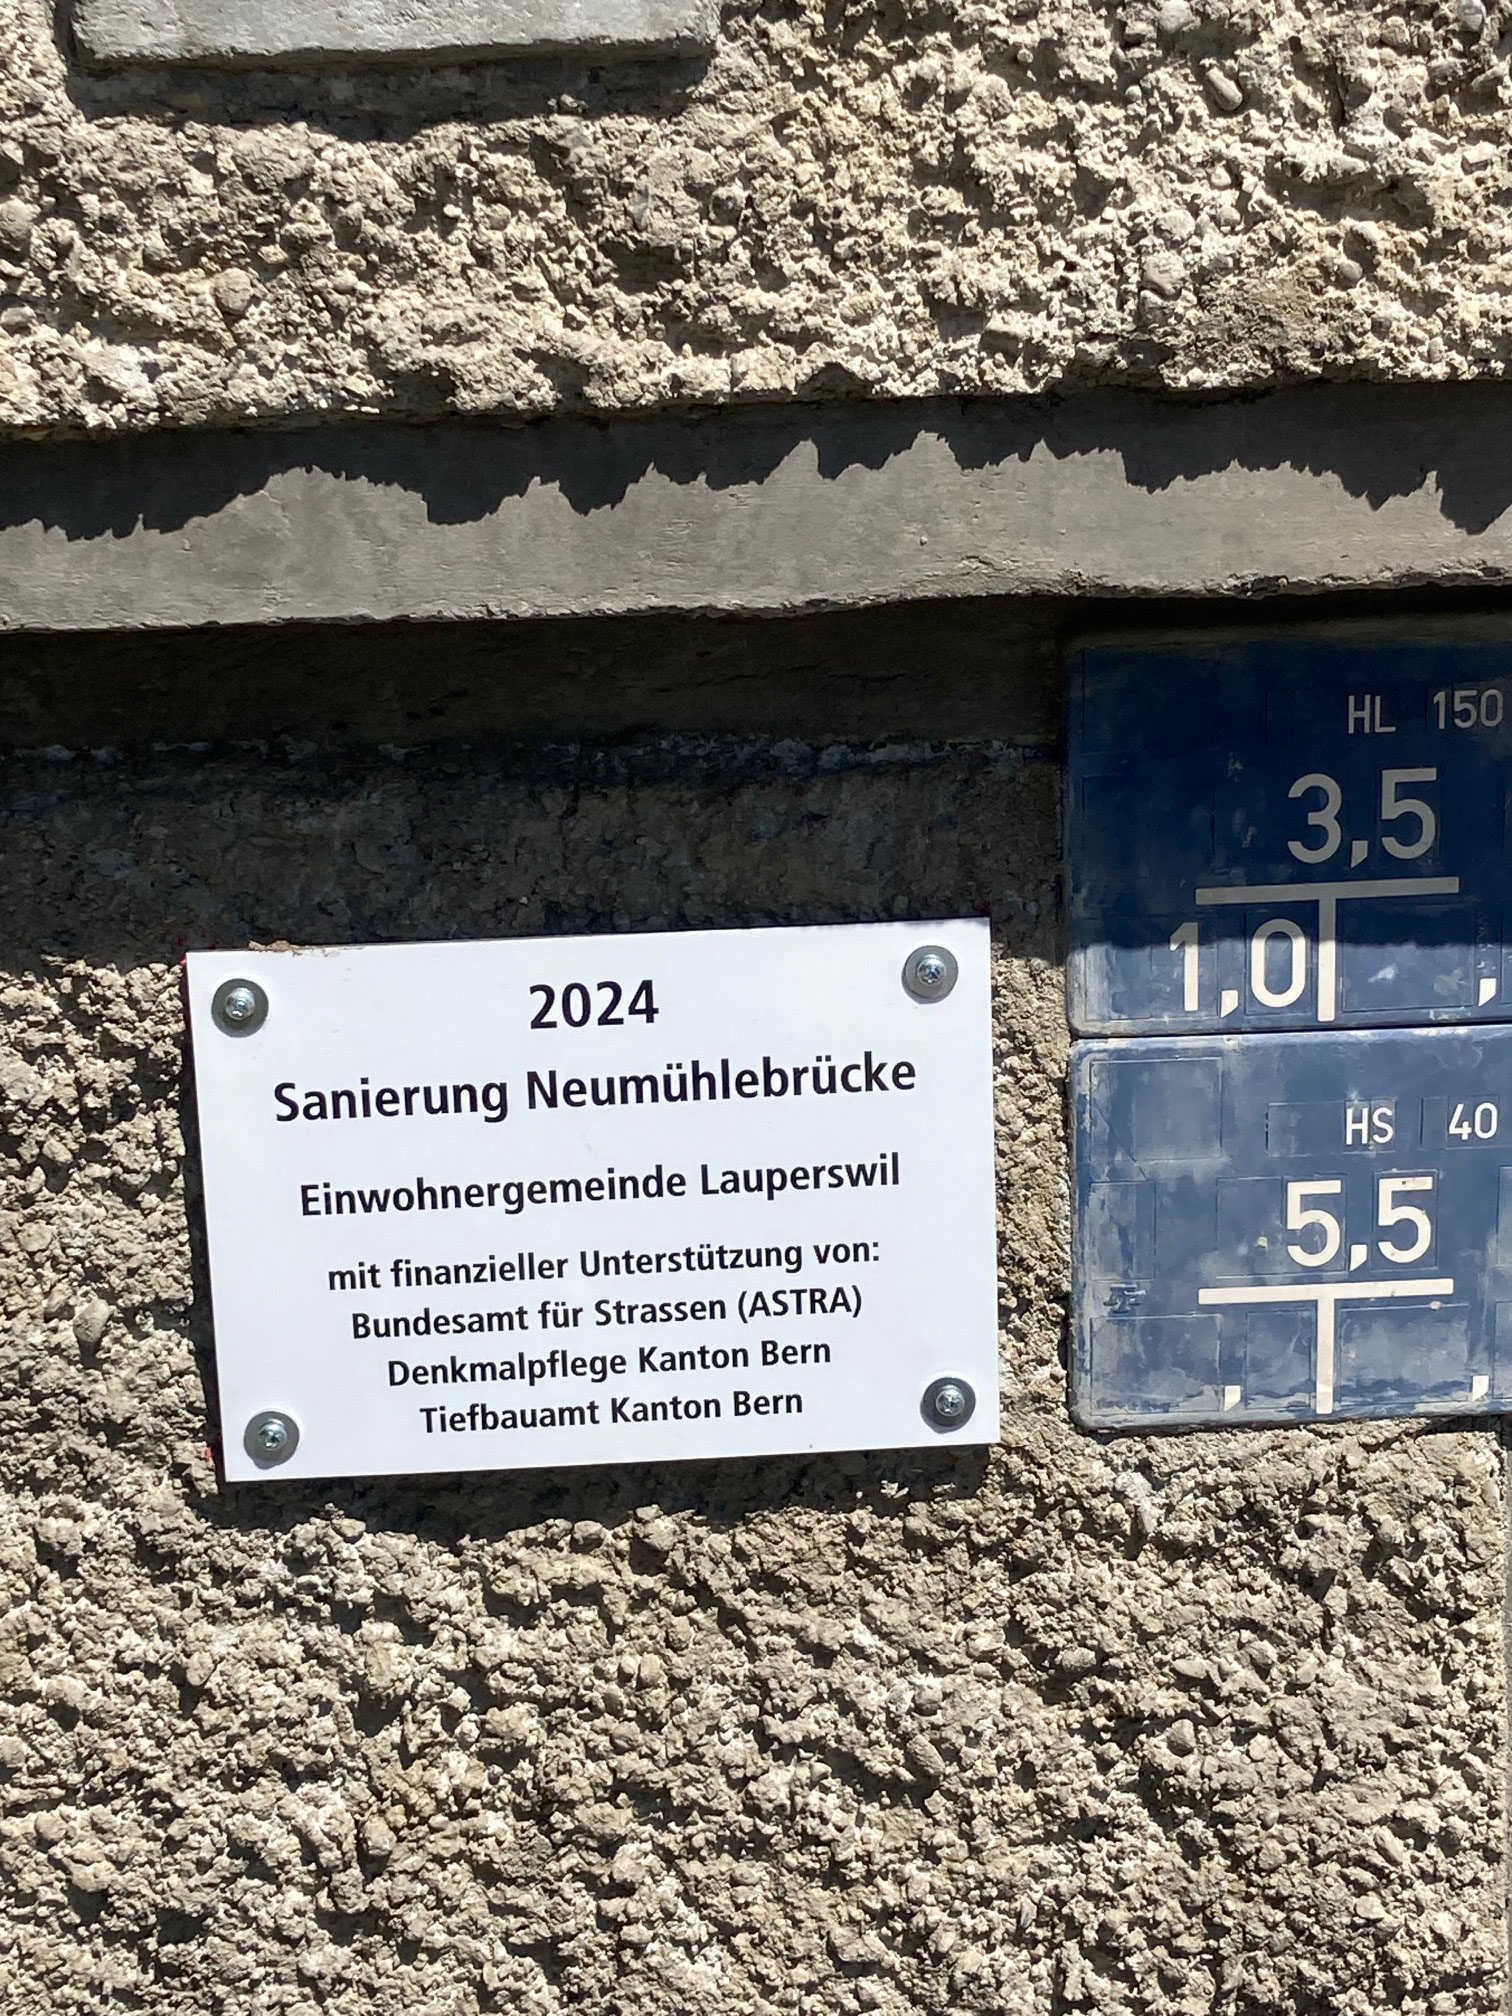 2024
Sanierung Neumühlebrücke
Einwohnergemeinde Lauperswil
mit finanzieller Unterstützung von:
Bundesamt für Strassen (ASTRA)
Denkmalpflege Kanton Bern
Tiefbauamt Kanton Bern
HL 150
3,5
1,0 ,
HS 40
5,5
, ,